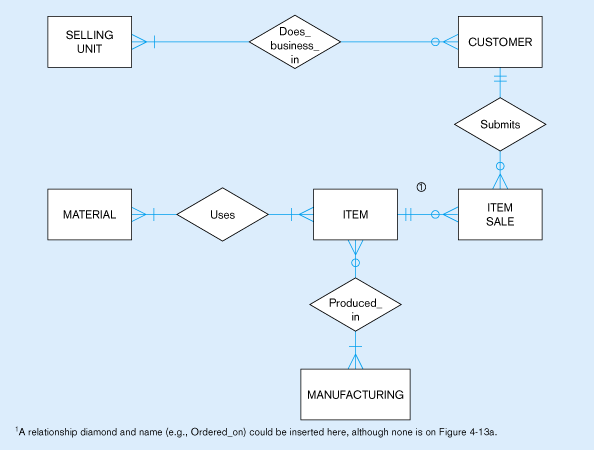 SELLING
UNIT
Does_
business_
in
CUSTOMER
Submits
①
MATERIAL
Uses
ITEM
ITEM
SALE
Produced_
in
MANUFACTURING
¹A relationship diamond and name (e.g., Ordered_on) could be inserted here, although none is on Figure 4-13a.